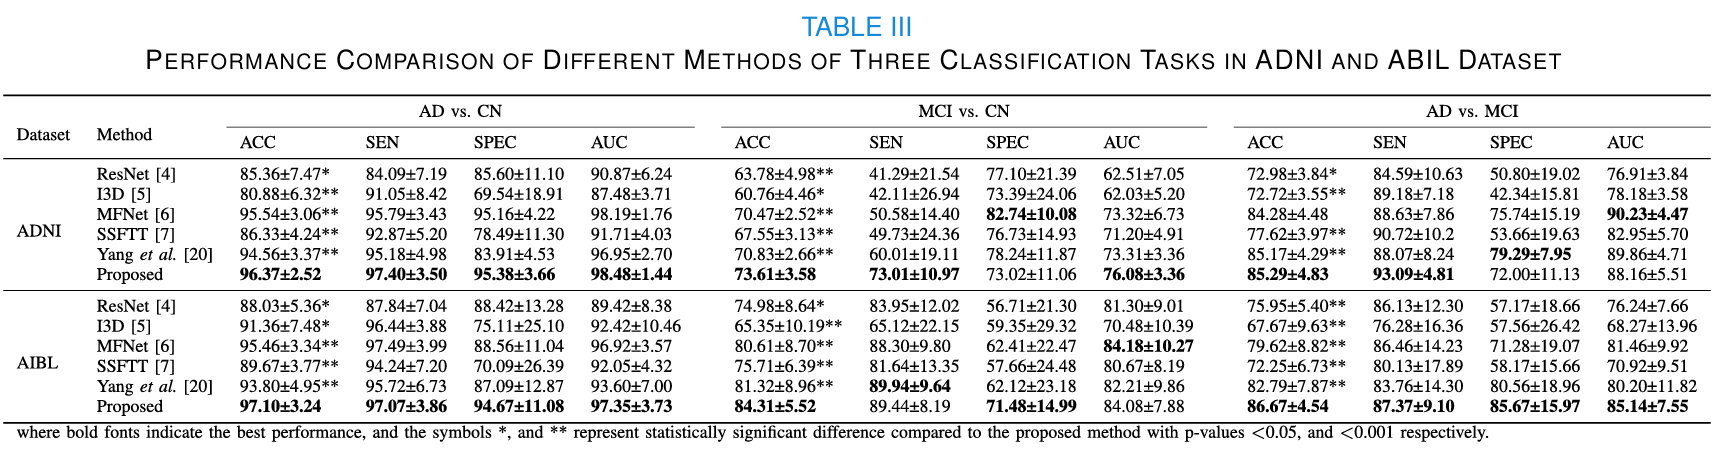 TABLE III
PERFORMANCE COMPARISON OF DIFFERENT METHODS OF THREE CLASSIFICATION TASKS IN ADNI AND ABIL DATASET
Dataset Method AD vs. CN MCI vs. CN AD vs. MCI
ACC SEN SPEC AUC ACC SEN SPEC AUC ACC SEN SPEC AUC
ADNI
ResNet [4] 85.36±7.47* 84.09±7.19 85.60±11.10 90.87±6.24 63.78±4.98** 41.29±21.54 77.10±21.39 62.51±7.05 72.98±3.84* 84.59±10.63 50.80±19.02 76.91±3.84
I3D [5] 80.88±6.32** 91.05±8.42 69.54±18.91 87.48±3.71 60.76±4.46* 42.11±26.94 73.39±24.06 62.03±5.20 72.72±3.55** 89.18±7.18 42.34±15.81 78.18±3.58
MFNet [6] 95.54±3.06** 95.79±3.43 95.16±4.22 98.19±1.76 70.47±2.52** 50.58±14.40 82.74±10.08 73.32±6.73 84.28±4.48 88.63±7.86 75.74±15.19 90.23±4.47
SSFTT [7] 86.33±4.24** 92.87±5.20 78.49±11.30 91.71±4.03 67.55±3.13** 49.73±24.36 76.73±14.93 71.20±4.91 77.62±3.97** 90.72±10.2 53.66±19.63 82.95±5.70
Yang et al. [20] 94.56±3.37** 95.18±4.98 83.91±4.53 96.95±2.70 70.83±2.66** 60.01±19.11 78.24±11.87 73.31±3.36 85.17±4.29** 88.07±8.24 79.29±7.95 89.86±4.71
Proposed 96.37±2.52 97.40±3.50 95.38±3.66 98.48±1.44 73.61±3.58 73.01±10.97 73.02±11.06 76.08±3.36 85.29±4.83 93.09±4.81 72.00±11.13 88.16±5.51
AIBL
ResNet [4] 88.03±5.36* 87.84±7.04 88.42±13.28 89.42±8.38 74.98±8.64* 83.95±12.02 56.71±21.30 81.30±9.01 75.95±5.40** 86.13±12.30 57.17±18.66 76.24±7.66
I3D [5] 91.36±7.48* 96.44±3.88 75.11±25.10 92.42±10.46 65.35±10.19** 65.12±22.15 59.35±29.32 70.48±10.39 67.67±9.63** 76.28±16.36 57.56±26.42 68.27±13.96
MFNet [6] 95.46±3.34** 97.49±3.99 88.56±11.04 96.92±3.57 80.61±8.70** 88.30±9.80 62.41±22.47 84.18±10.27 79.62±8.82** 86.46±14.23 71.28±19.07 81.46±9.92
SSFTT [7] 89.67±3.77** 94.24±7.20 70.09±26.39 92.05±4.32 75.71±6.39** 81.64±13.35 57.66±24.48 80.67±8.19 72.25±6.73** 80.13±17.89 58.17±15.66 70.92±9.51
Yang et al. [20] 93.80±4.95** 95.72±6.73 87.09±12.87 93.60±7.00 81.32±8.96** 89.94±9.64 62.12±23.18 82.21±9.86 82.79±7.87** 83.76±14.30 80.56±18.96 80.20±11.82
Proposed 97.10±3.24 97.07±3.86 94.67±11.08 97.35±3.73 84.31±5.52 89.44±8.19 71.48±14.99 84.08±7.88 86.67±4.54 87.37±9.10 85.67±15.97 85.14±7.55
where bold fonts indicate the best performance, and the symbols *, and ** represent statistically significant difference compared to the proposed method with p-values <0.05, and <0.001 respectively.